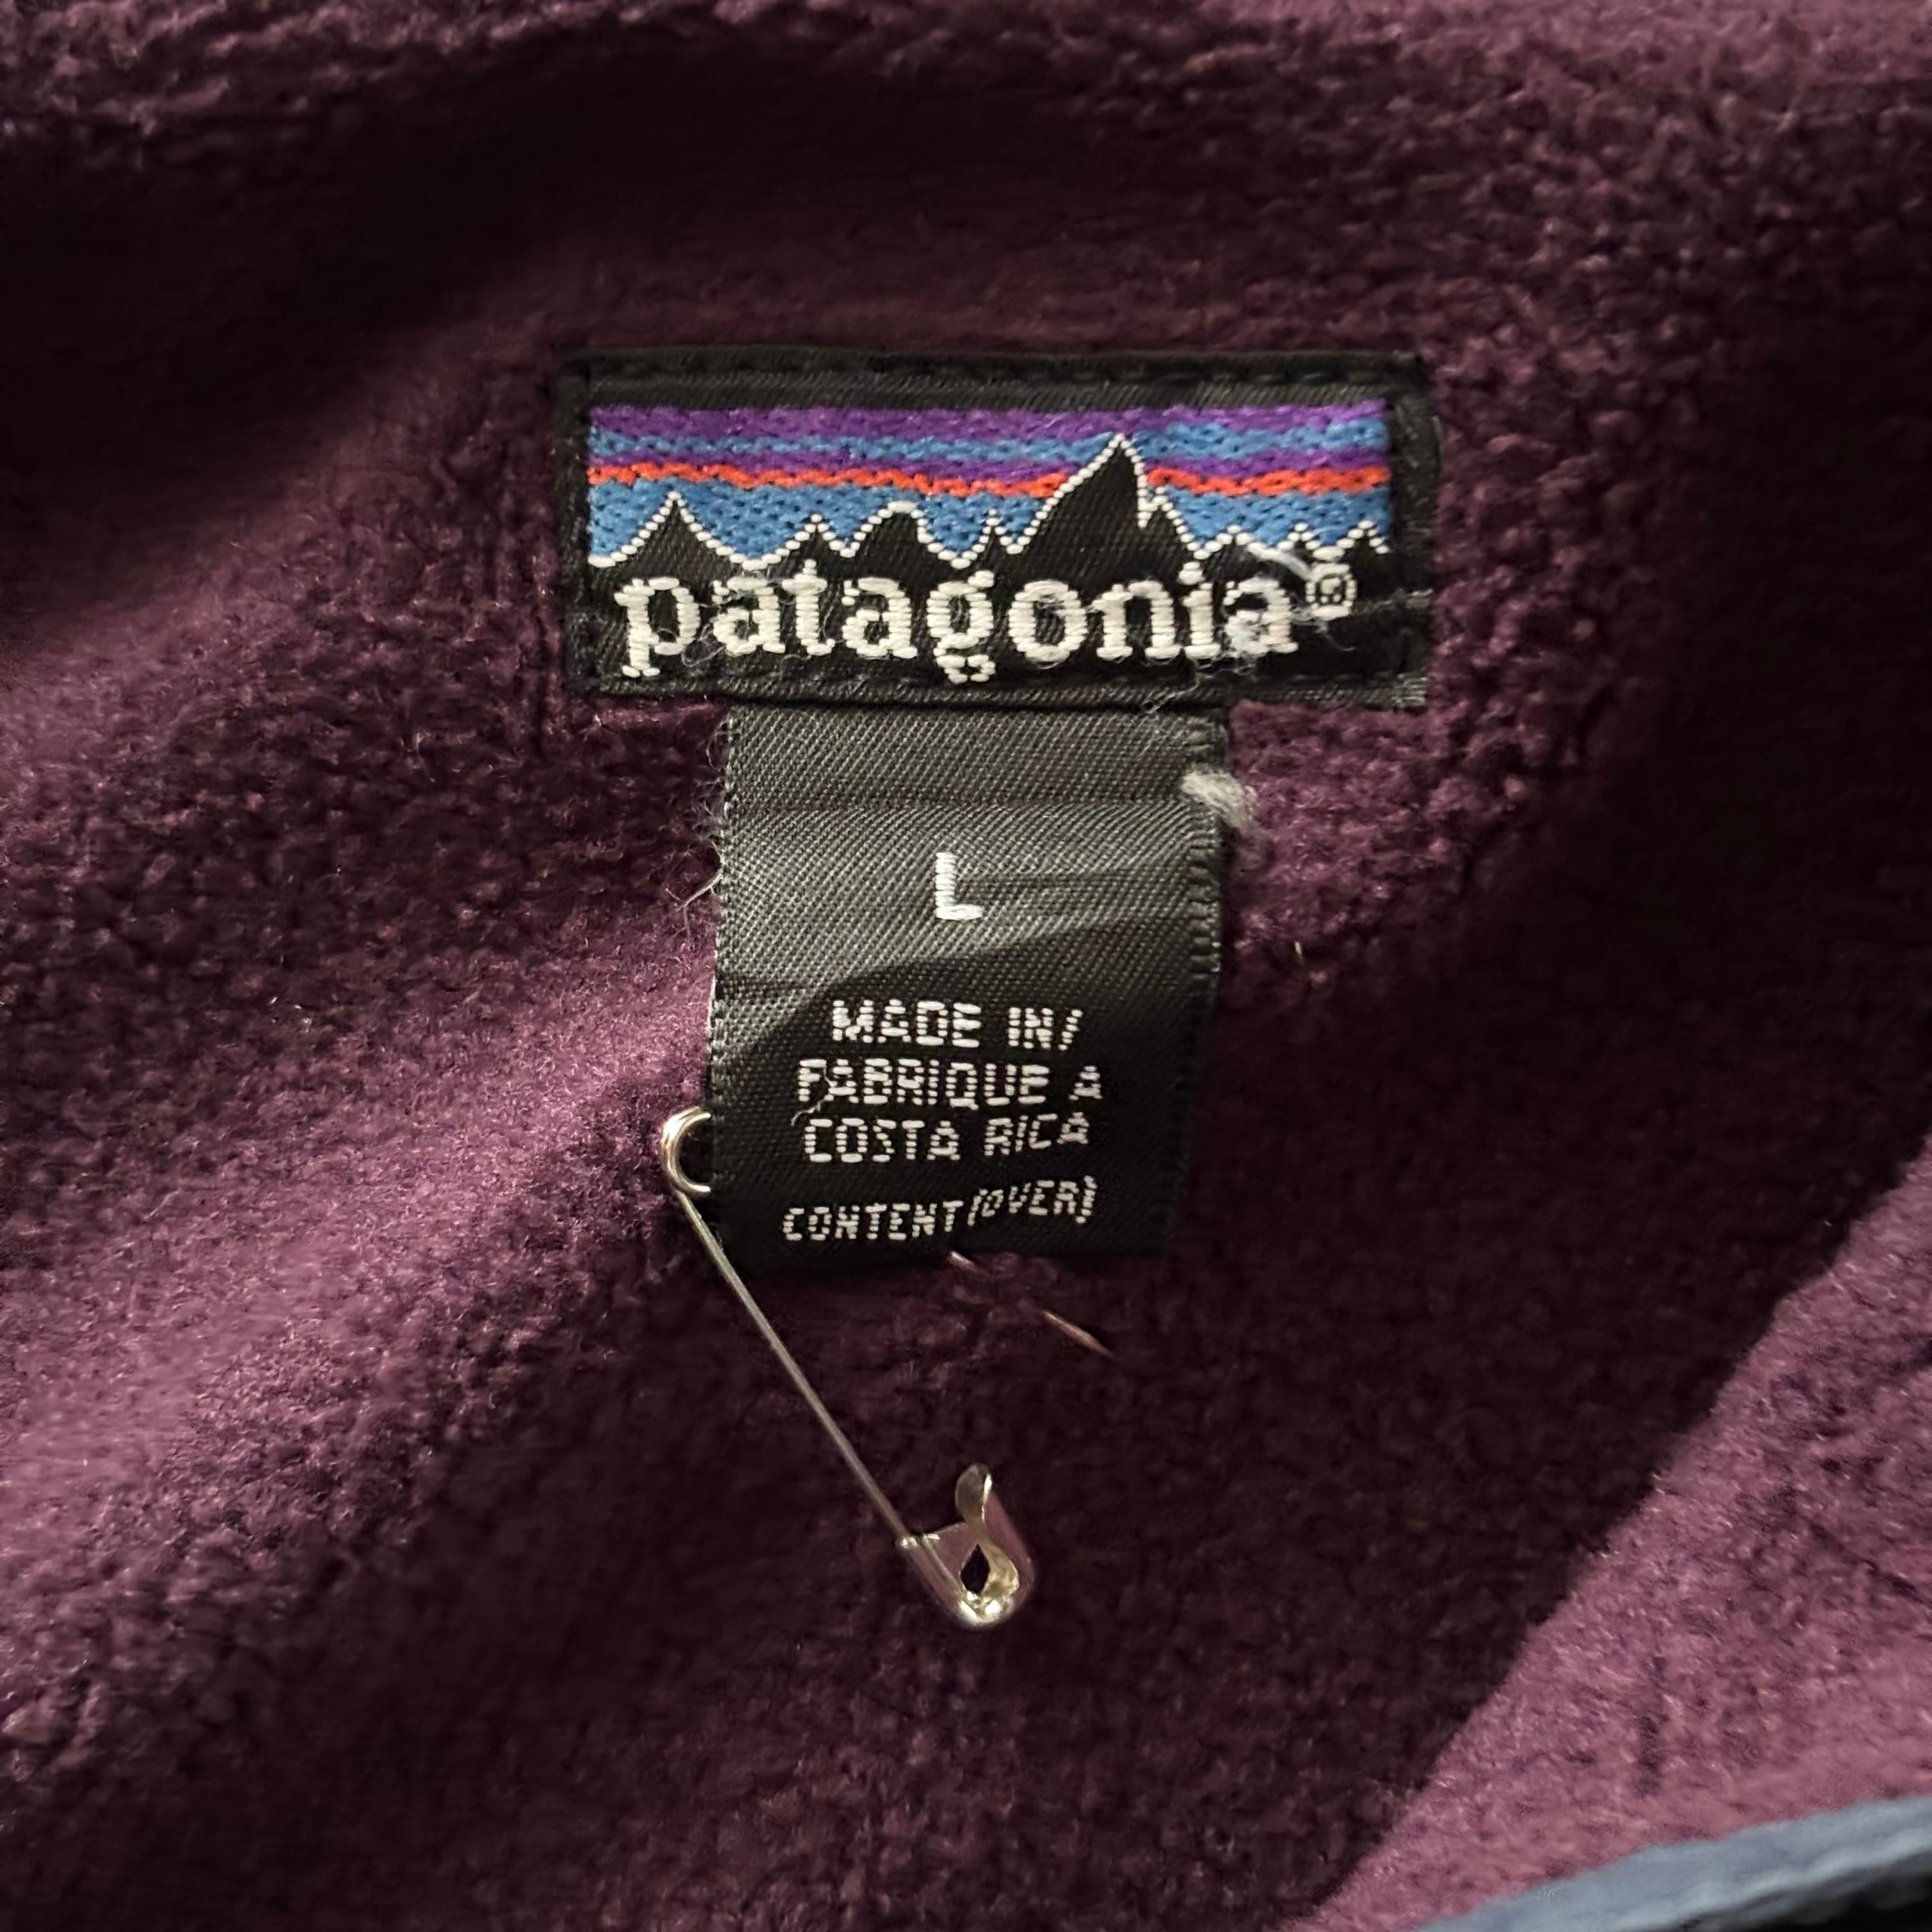 patagonia®
L
MADE IN/
FABRIQUE A
COSTA RICA
CONTENT(OVER)